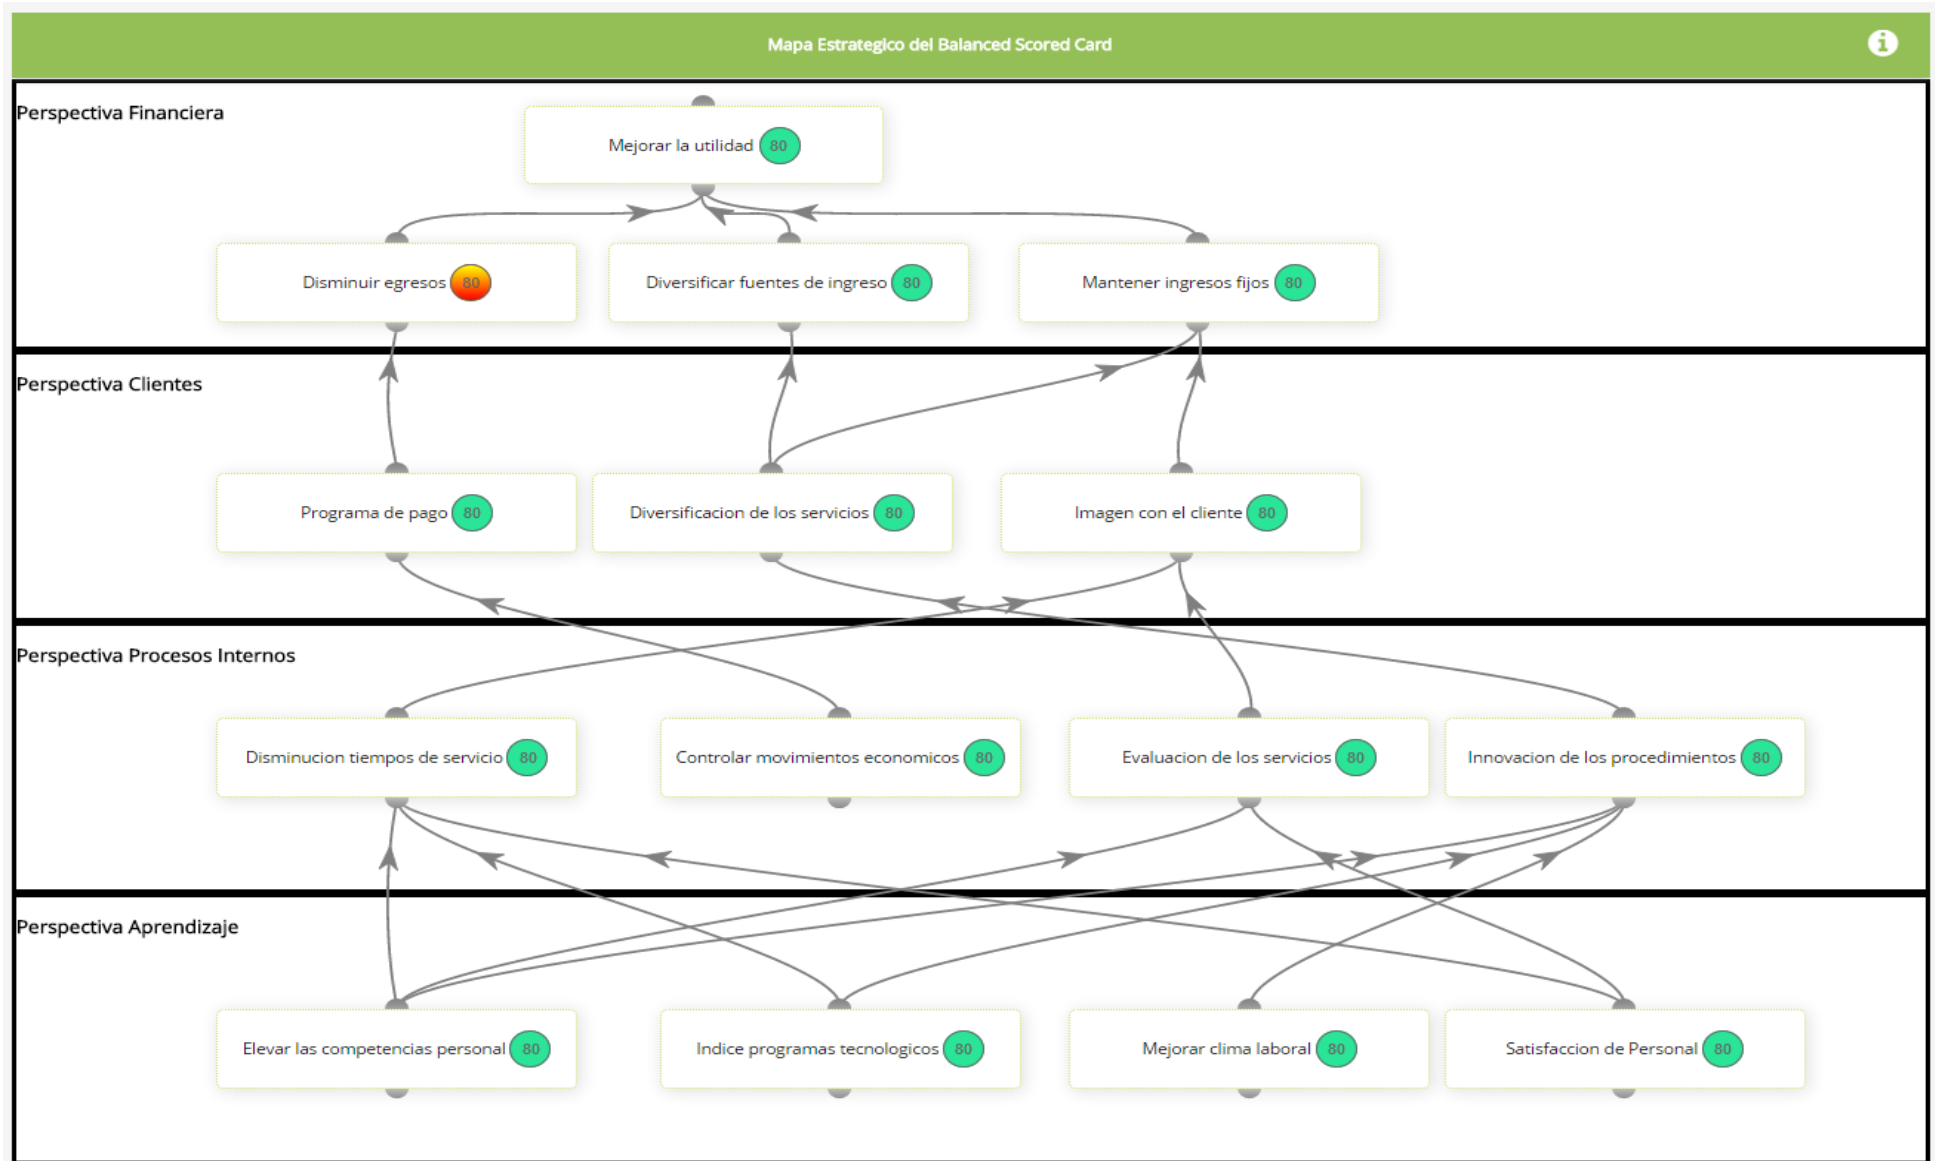 Mapa Estrategico del Balanced Scored Card
Perspectiva Financiera
Mejorar la utilidad 80
Disminuir egresos 80
Diversificar fuentes de ingreso 80
Mantener ingresos fijos 80
Perspectiva Clientes
Programa de pago 80
Diversificacion de los servicios 80
Imagen con el cliente 80
Perspectiva Procesos Internos
Disminucion tiempos de servicio 80
Controlar movimientos economicos 80
Evaluacion de los servicios 80
Innovacion de los procedimientos 80
Perspectiva Aprendizaje
Elevar las competencias personal 80
Indice programas tecnologicos 80
Mejorar clima laboral 80
Satisfaccion de Personal 80